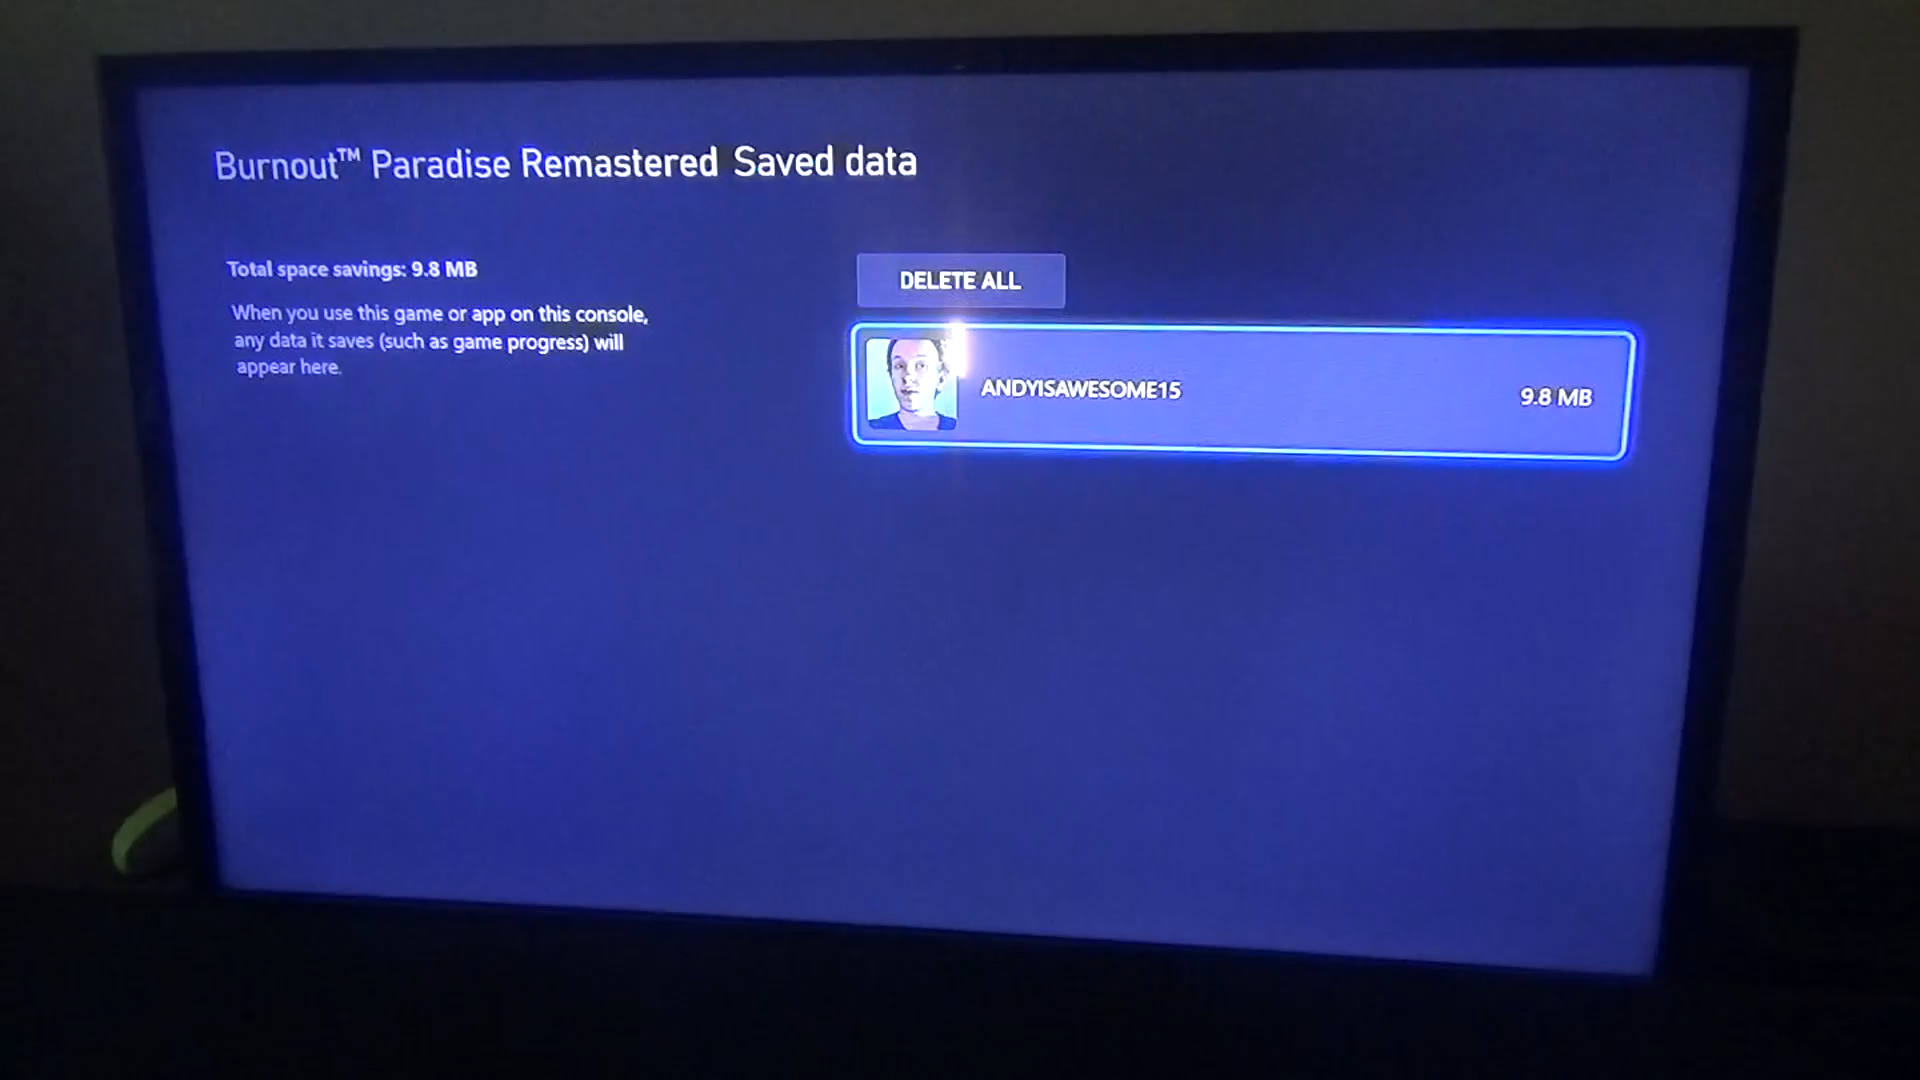 Burnout™ Paradise Remastered Saved data
Total space savings: 9.8 MB
When you use this game or app on this console,
any data it saves (such as game progress) will
appear here.
DELETE ALL
ANDYISAWESOME15
9.8 MB